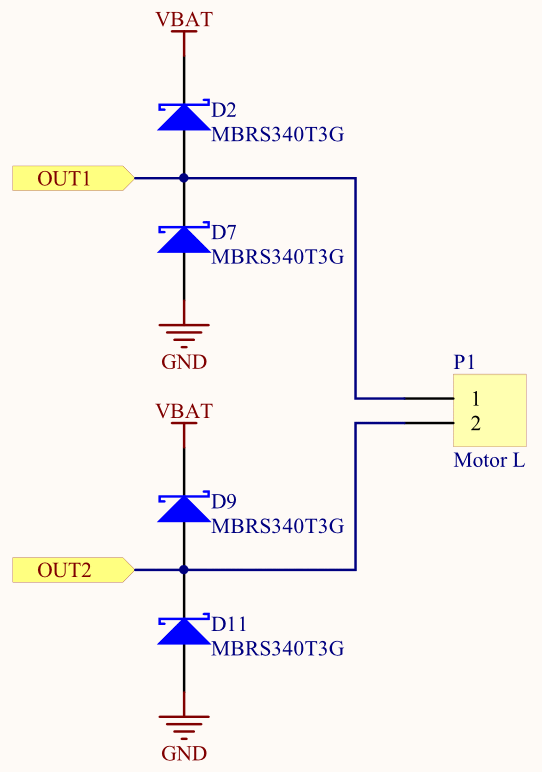 VBAT
D2
MBRS340T3G
OUT1
D7
MBRS340T3G
GND
P1
1
2
Motor L
VBAT
D9
MBRS340T3G
OUT2
D11
MBRS340T3G
GND